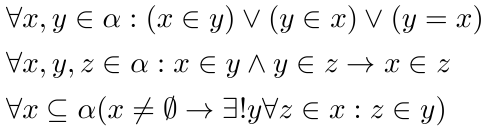 ∀x, y ∈ α : (x ∈ y) ∨ (y ∈ x) ∨ (y = x)
∀x, y, z ∈ α : x ∈ y ∧ y ∈ z → x ∈ z
∀x ⊆ α(x ≠ ∅ → ∃!y∀z ∈ x : z ∈ y)